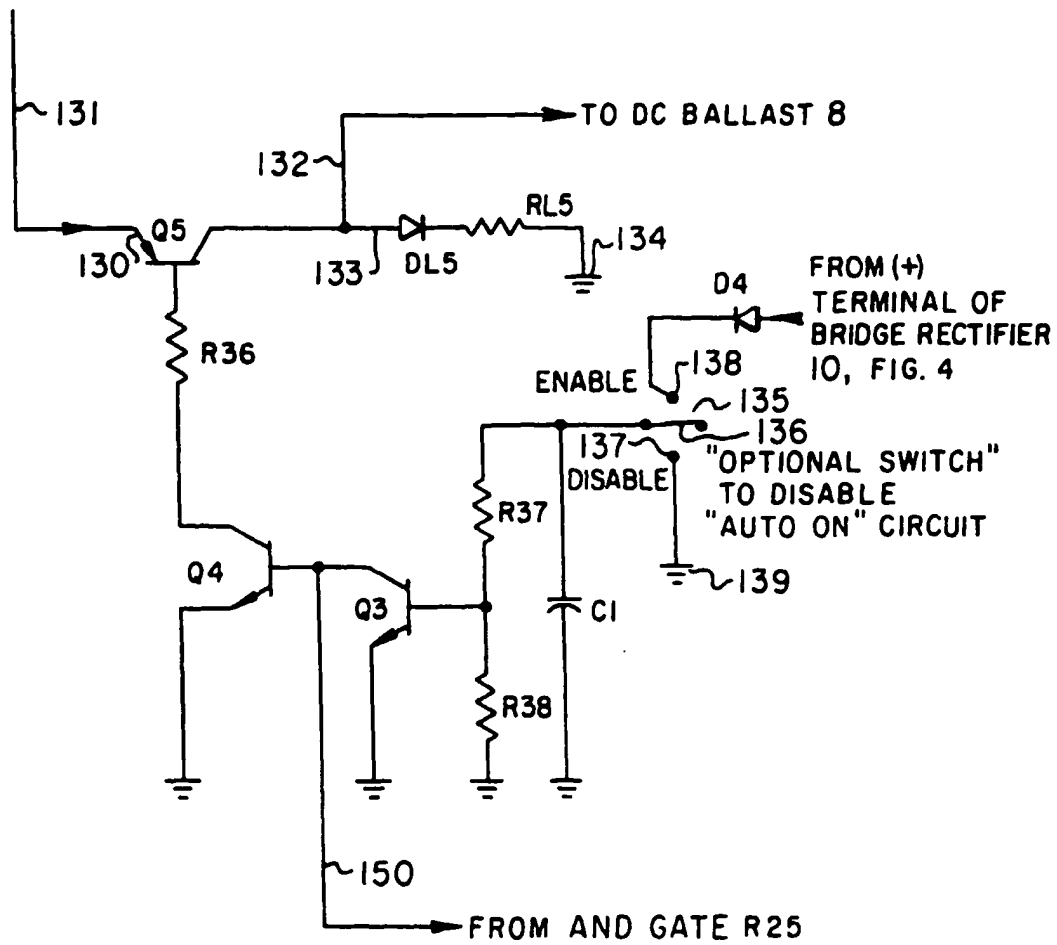 131
TO DC BALLAST 8
132
Q5
RL5
130
133
DL5
134
D4
FROM (+)
TERMINAL OF
BRIDGE RECTIFIER
10, FIG. 4
R36
138
ENABLE
135
136
137
DISABLE
"OPTIONAL SWITCH"
TO DISABLE
"AUTO ON" CIRCUIT
R37
139
Q4
Q3
C1
R38
150
FROM AND GATE R25